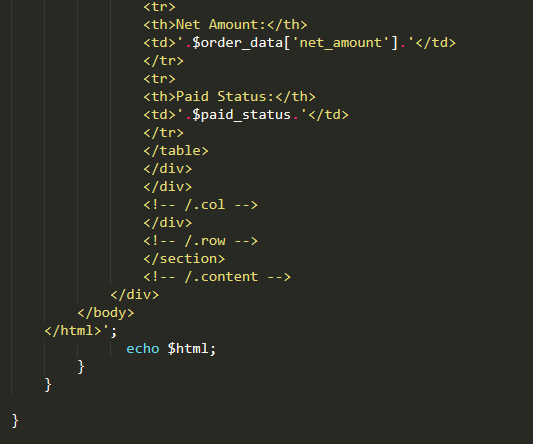 <tr>
<th>Net Amount:</th>
<td>'.$order_data['net_amount'].'</td>
</tr>
<tr>
<th>Paid Status:</th>
<td>'.$paid_status.'</td>
</tr>
</table>
</div>
</div>
<!-- /.col -->
</div>
<!-- /.row -->
</section>
<!-- /.content -->
</div>
</body>
</html>';
echo $html;
}
}
}